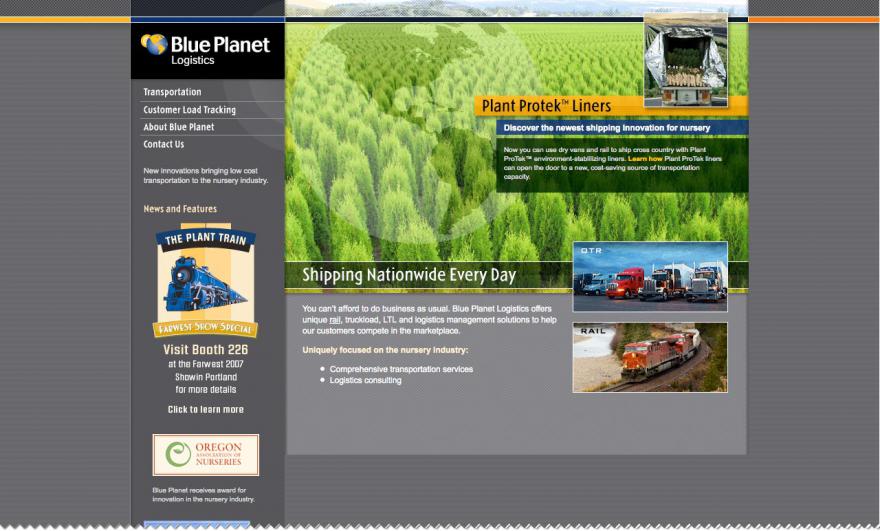 Blue Planet
Logistics
Transportation
Customer Load Tracking
About Blue Planet
Contact Us
New innovations bringing low cost
transportation to the nursery industry.
News and Features
THE PLANT TRAIN
FARWEST SHOW SPECIAL
Visit Booth 226
at the Farwest 2007
Showin Portland
for more details
Click to learn more
OREGON
ASSOCIATION OF
NURSERIES
Blue Planet receives award for
innovation in the nursery industry.
Plant Protek™ Liners
Discover the newest shipping innovation for nursery
Now you can use dry vans and rail to ship cross country with Plant
ProTek™ environment-stabilizing liners. Learn how Plant ProTek liners
can open the door to a new, cost-saving source of transportation
capacity.
Shipping Nationwide Every Day
You can't afford to do business as usual. Blue Planet Logistics offers
unique rail, truckload, LTL and logistics management solutions to help
our customers compete in the marketplace.
Uniquely focused on the nursery industry:
• Comprehensive transportation services
• Logistics consulting
OTR
RAIL